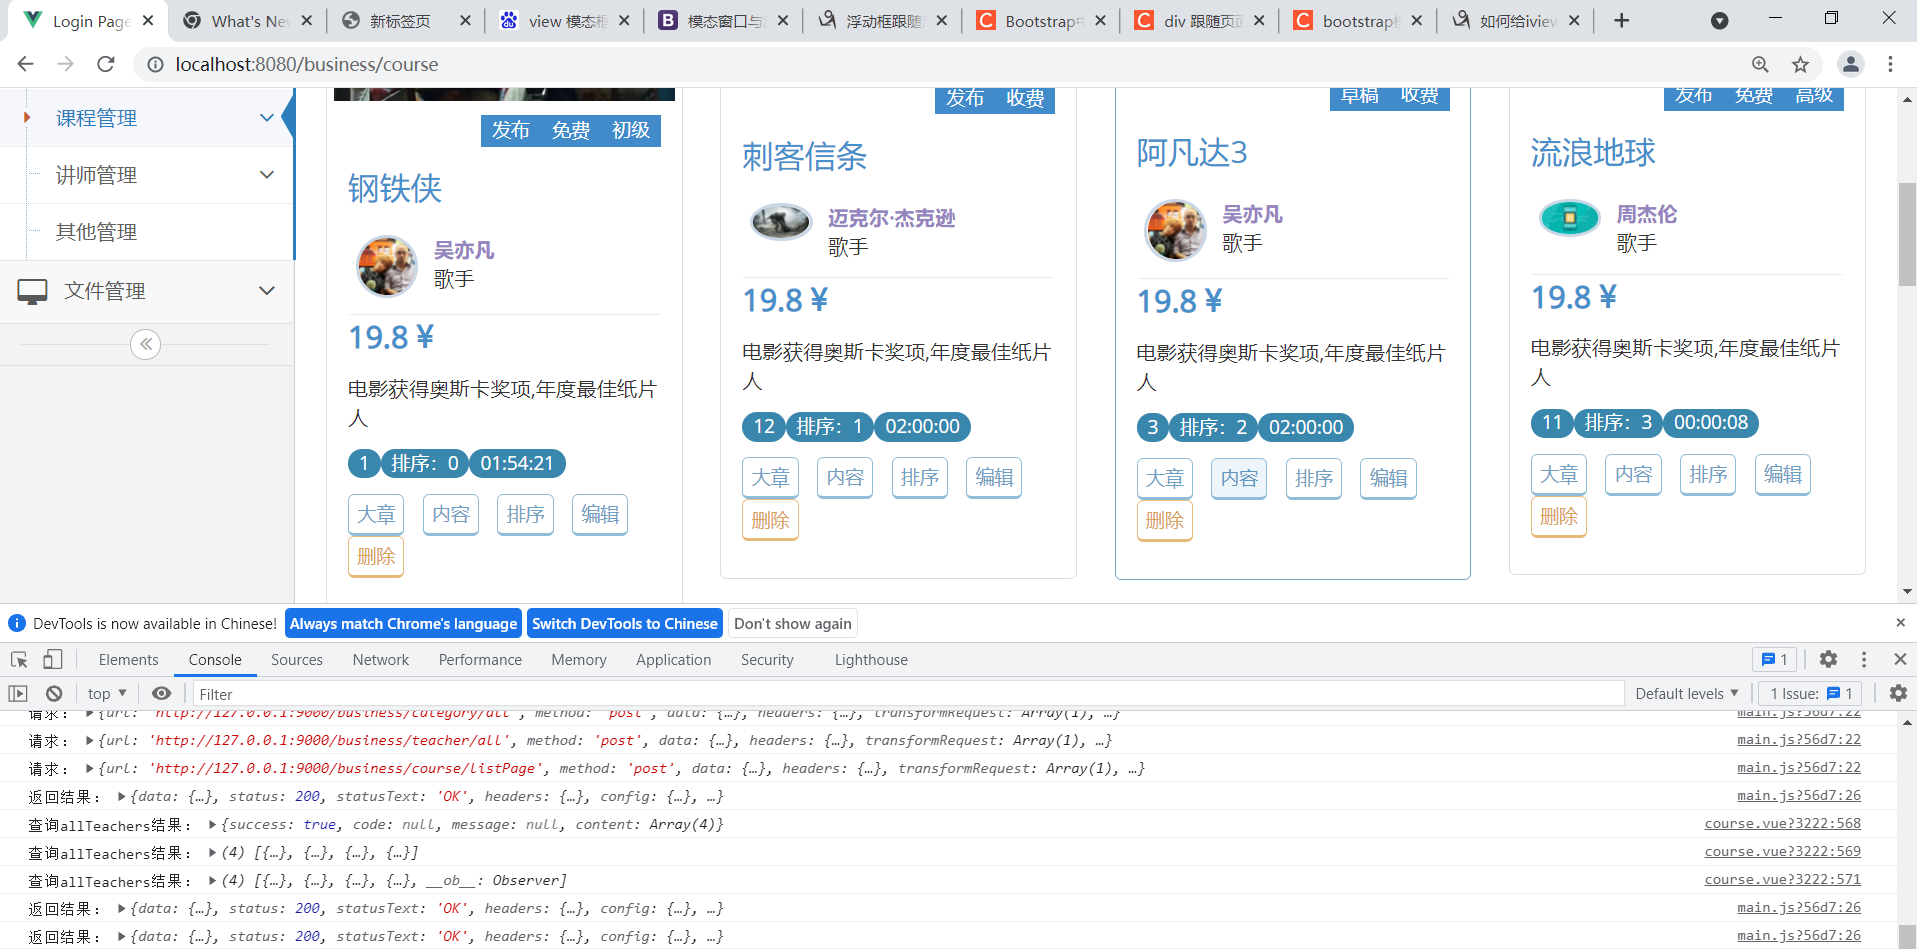 Login Page
What's Ne
新标签页
view 模态框
模态窗口与
浮动框跟随
Bootstrap
div 跟随页
bootstrap
如何给iview
localhost:8080/business/course
课程管理
讲师管理
其他管理
文件管理
发布 免费 初级
钢铁侠
吴亦凡
歌手
19.8 ¥
电影获得奥斯卡奖项,年度最佳纸片
人
1 排序: 0 01:54:21
大章 内容 排序 编辑
删除
发布 收费
刺客信条
迈克尔·杰克逊
歌手
19.8 ¥
电影获得奥斯卡奖项,年度最佳纸片
人
12 排序: 1 02:00:00
大章 内容 排序 编辑
删除
草稿 收费
阿凡达3
吴亦凡
歌手
19.8 ¥
电影获得奥斯卡奖项,年度最佳纸片
人
3 排序: 2 02:00:00
大章 内容 排序 编辑
删除
发布 免费 高级
流浪地球
周杰伦
歌手
19.8 ¥
电影获得奥斯卡奖项,年度最佳纸片
人
11 排序: 3 00:00:08
大章 内容 排序 编辑
删除
DevTools is now available in Chinese! Always match Chrome's language Switch DevTools to Chinese Don't show again
Elements Console Sources Network Performance Memory Application Security Lighthouse 1
top Filter Default levels 1 Issue: 1
请求: {url: 'http://127.0.0.1:9000/business/category/all', method: 'post', data: {…}, headers: {…}, transformRequest: Array(1), …} main.js?56d7:22
请求: {url: 'http://127.0.0.1:9000/business/teacher/all', method: 'post', data: {…}, headers: {…}, transformRequest: Array(1), …} main.js?56d7:22
请求: {url: 'http://127.0.0.1:9000/business/course/listPage', method: 'post', data: {…}, headers: {…}, transformRequest: Array(1), …} main.js?56d7:22
返回结果: {data: {…}, status: 200, statusText: 'OK', headers: {…}, config: {…}, …} main.js?56d7:26
查询allTeachers结果: {success: true, code: null, message: null, content: Array(4)} course.vue?3222:568
查询allTeachers结果: (4) [{…}, {…}, {…}, {…}] course.vue?3222:569
查询allTeachers结果: (4) [{…}, {…}, {…}, {…}, __ob__: Observer] course.vue?3222:571
返回结果: {data: {…}, status: 200, statusText: 'OK', headers: {…}, config: {…}, …} main.js?56d7:26
返回结果: {data: {…}, status: 200, statusText: 'OK', headers: {…}, config: {…}, …} main.js?56d7:26